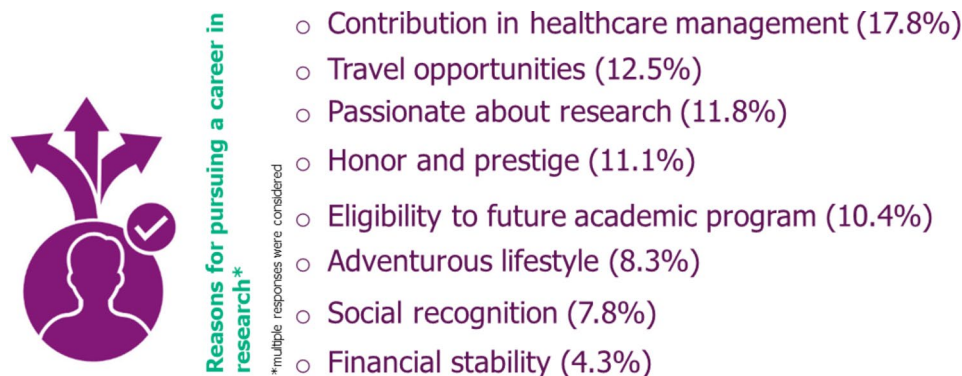 Reasons for pursuing a career in
research*
*multiple responses were considered
○ Contribution in healthcare management (17.8%)
○ Travel opportunities (12.5%)
○ Passionate about research (11.8%)
○ Honor and prestige (11.1%)
○ Eligibility to future academic program (10.4%)
○ Adventurous lifestyle (8.3%)
○ Social recognition (7.8%)
○ Financial stability (4.3%)